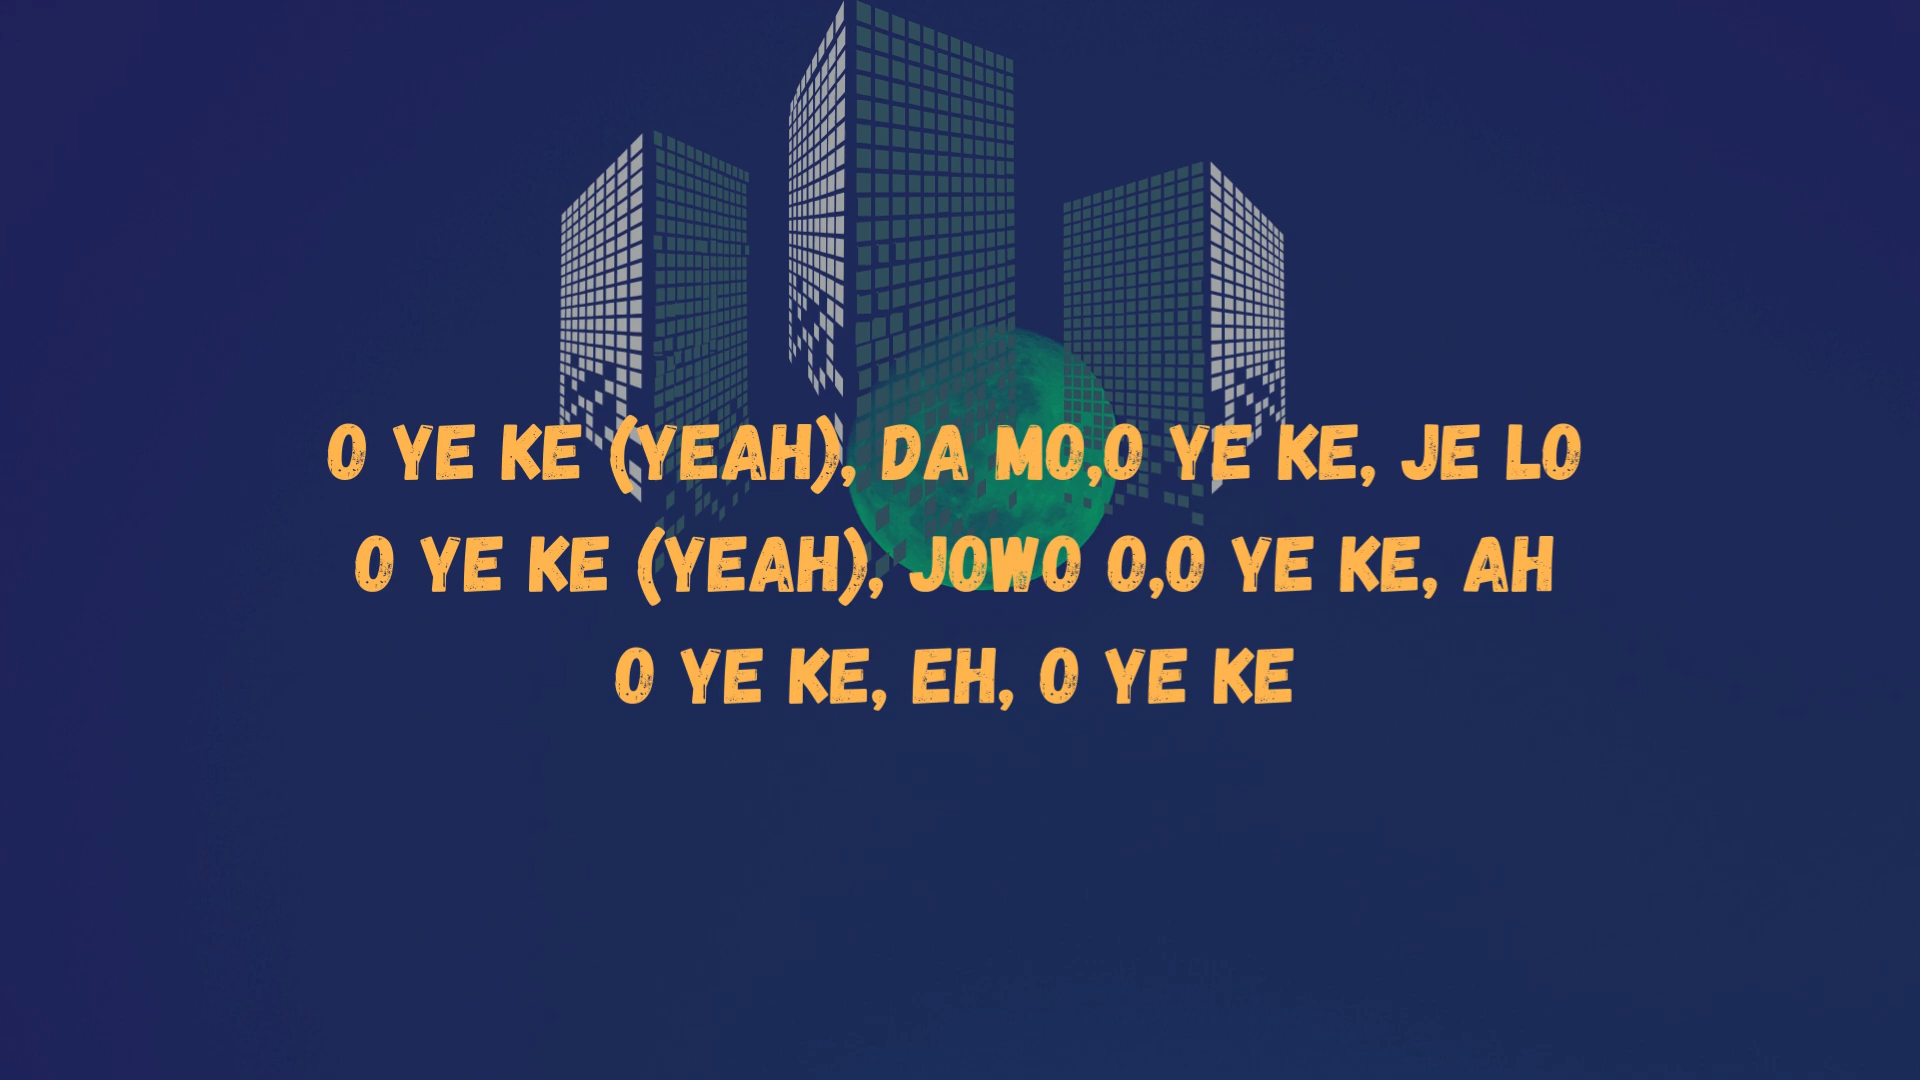 O YE KE (YEAH), DA MO,O YE KE, JE LO
O YE KE (YEAH), JOWO O,O YE KE, AH
O YE KE, EH, O YE KE